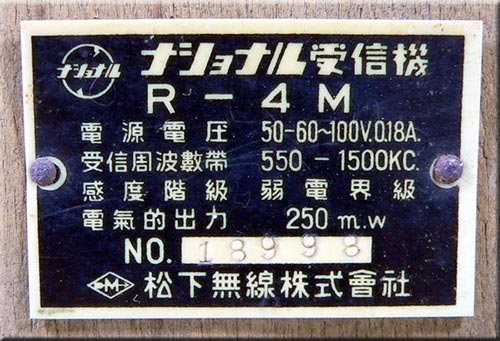 ナショナル ナショナル受信機
R-4M
電源電圧 50-60~100V.0.18A.
受信周波數帶 550-1500KC.
感度階級 弱電界級
電氣的出力 250 m.w
NO. 18998
M 松下無線株式會社